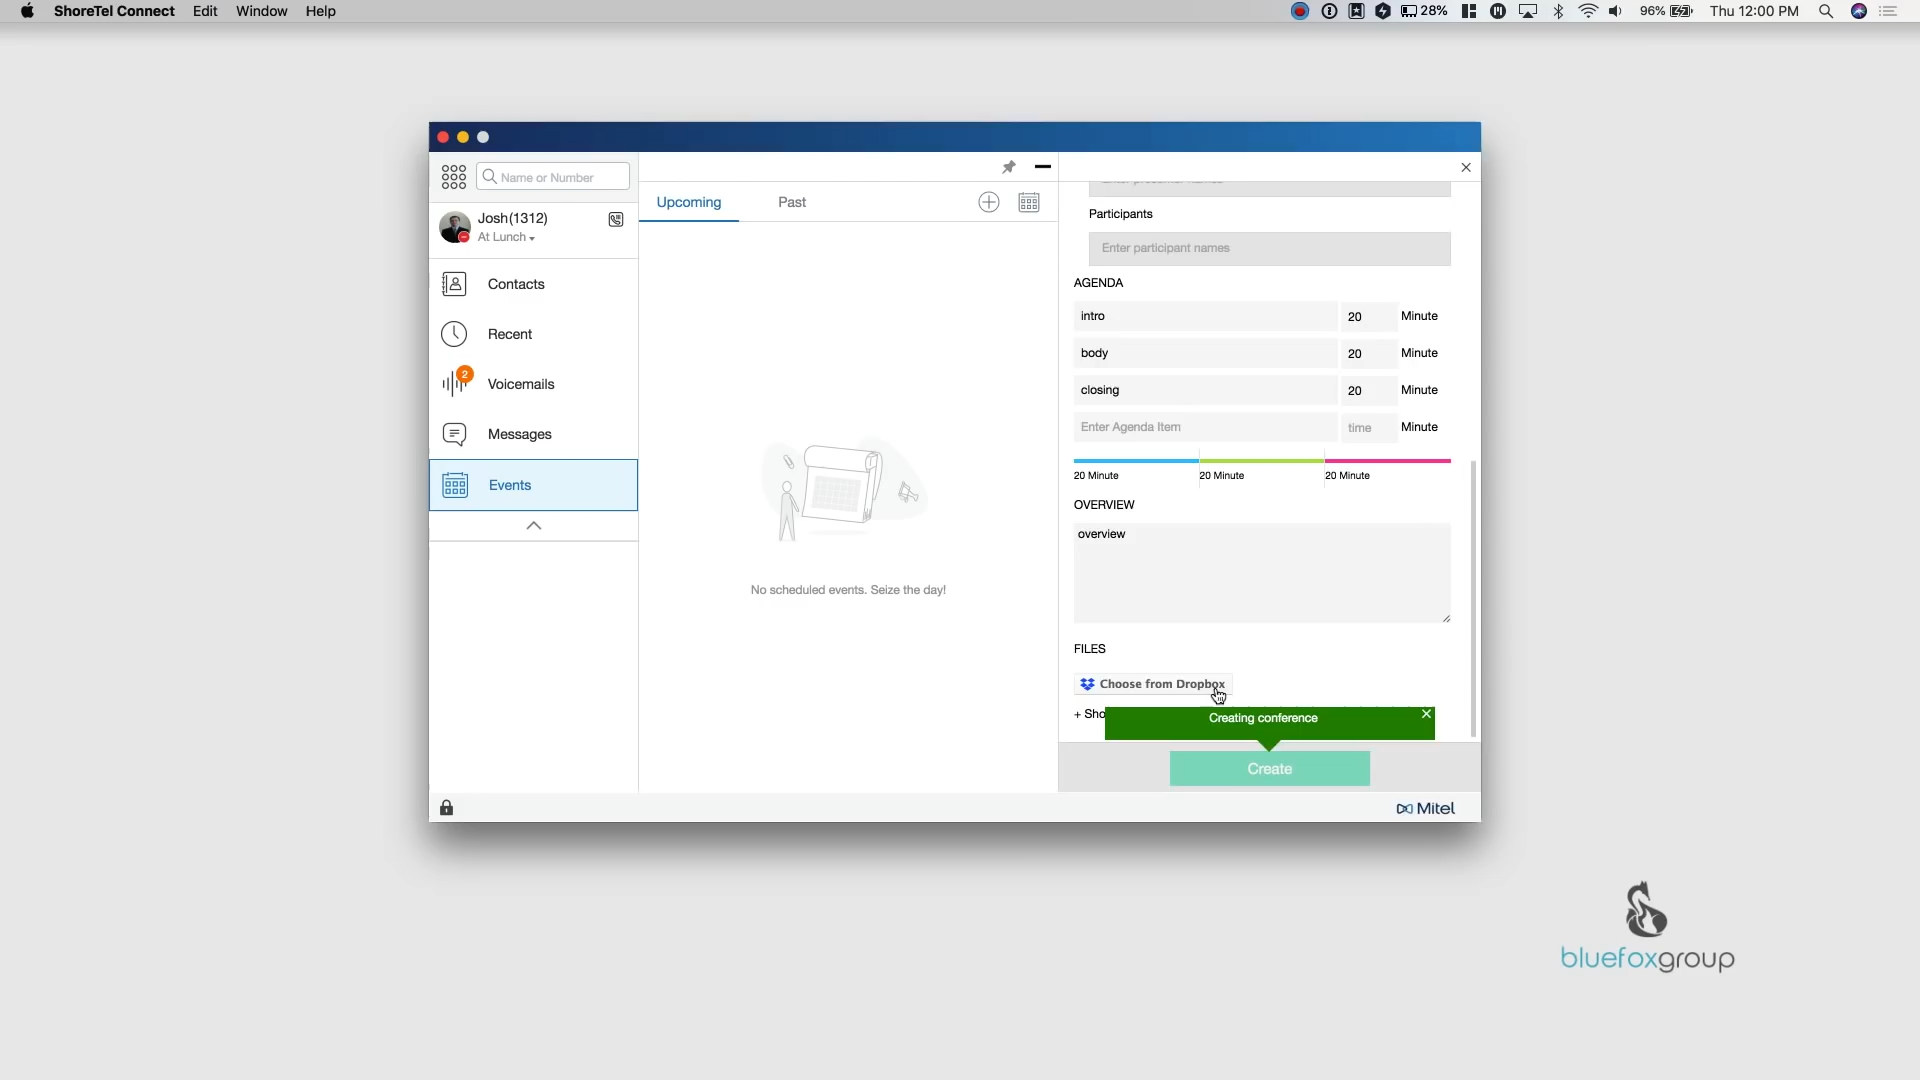 ShoreTel Connect Edit Window Help 28% 96% Thu 12:00 PM
Name or Number
Josh(1312)
At Lunch
Contacts
Recent
2
Voicemails
Messages
Events
Upcoming Past
No scheduled events. Seize the day!
Participants
Enter participant names
AGENDA
intro 20 Minute
body 20 Minute
closing 20 Minute
Enter Agenda Item time Minute
20 Minute 20 Minute 20 Minute
OVERVIEW
overview
FILES
Choose from Dropbox
+ Sho
Creating conference
Create
Mitel
bluefoxgroup